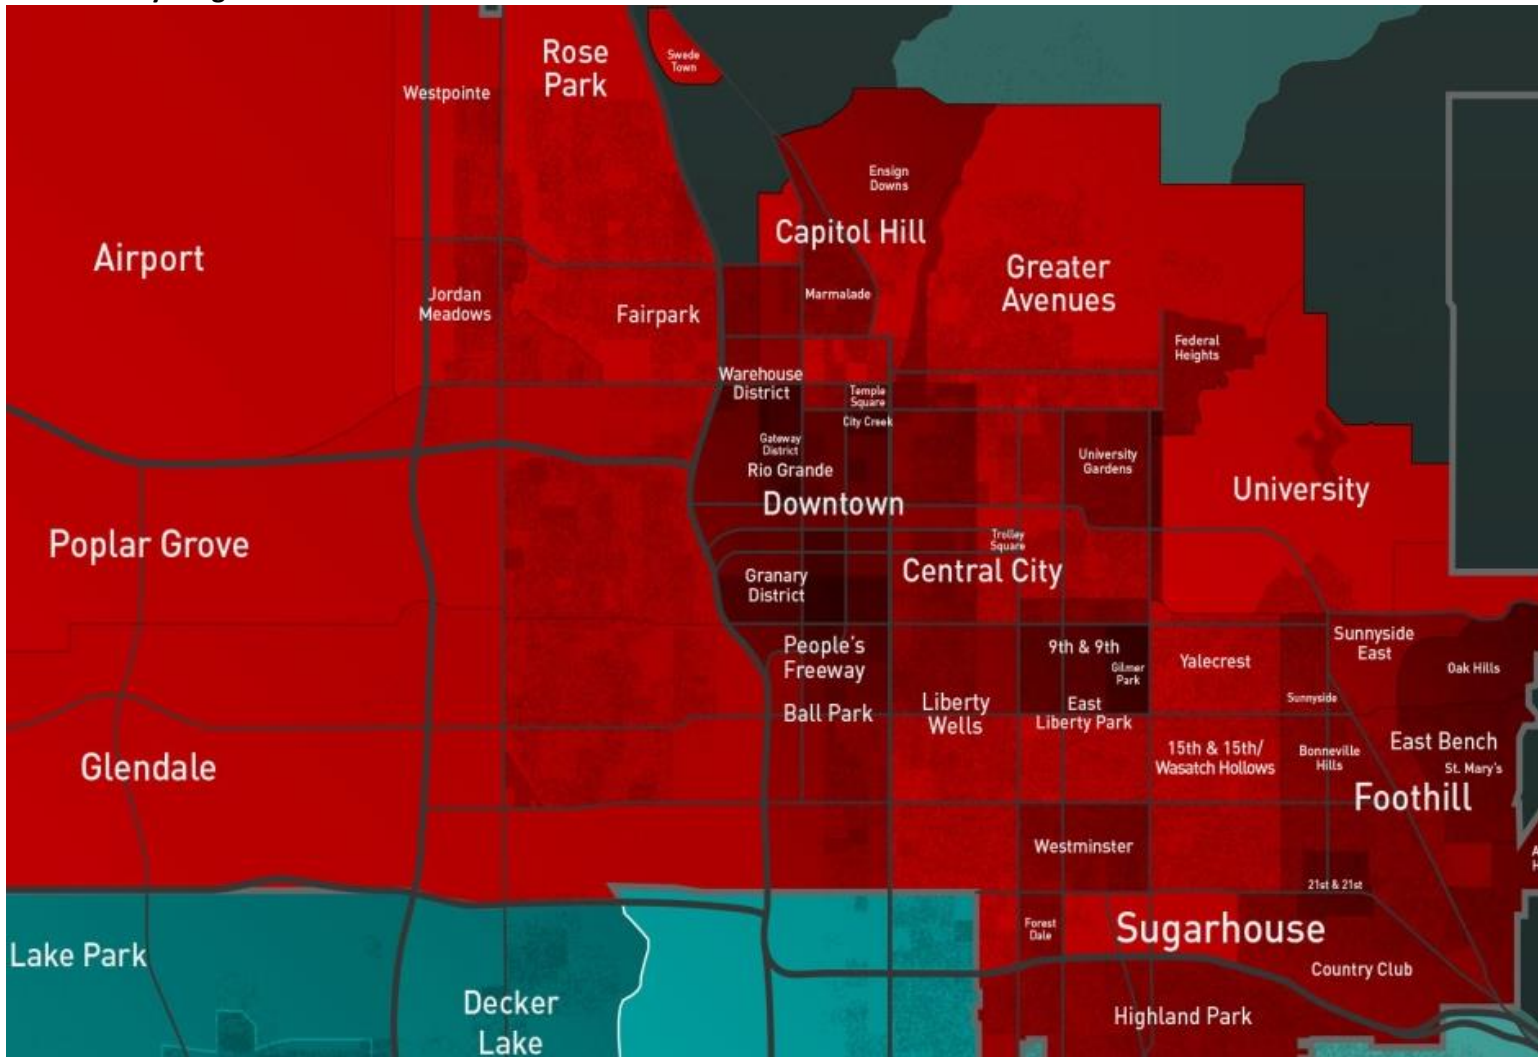 Rose
Park
Swede
Town
Westpointe
Ensign
Downs
Capitol Hill
Airport
Greater
Avenues
Jordan
Meadows
Marmalade
Fairpark
Federal
Heights
Warehouse
District
Temple
Square
City Creek
Gateway
District
Rio Grande
University
Gardens
University
Downtown
Poplar Grove
Trolley
Square
Central City
Granary
District
People's
Freeway
9th & 9th
Gilmer
Park
Yalecrest
Sunnyside
East
Oak Hills
Sunnyside
Liberty
Wells
East
Liberty Park
Ball Park
Glendale
15th & 15th/
Wasatch Hollows
Bonneville
Hills
East Bench
St. Mary's
Foothill
Westminster
21st & 21st
Forest
Dale
Sugarhouse
Lake Park
Country Club
Decker
Lake
Highland Park